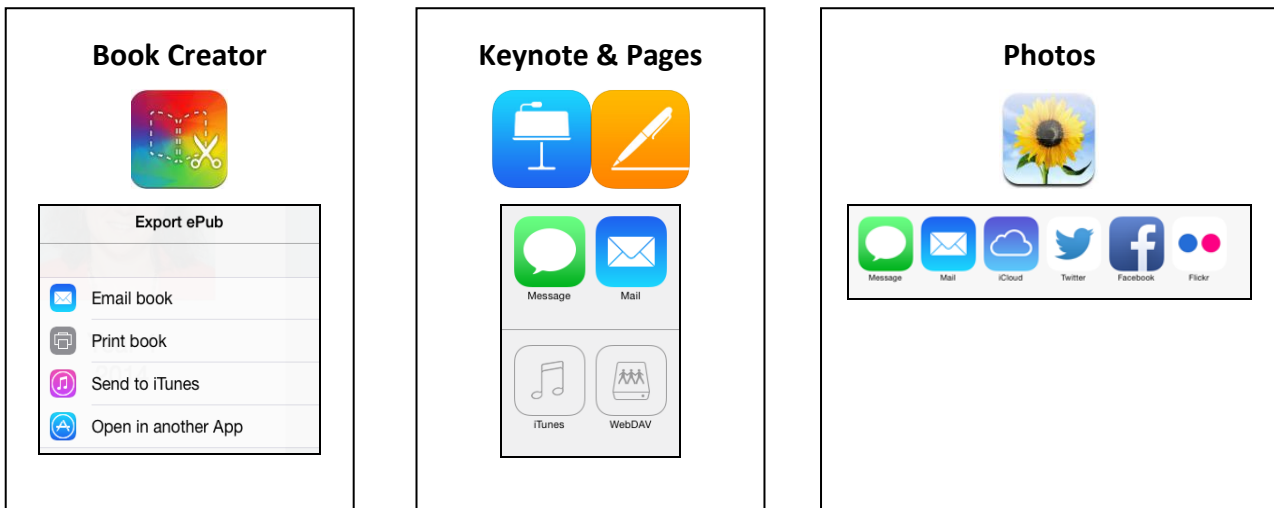 Book Creator
Export ePub
Email book
Print book
Send to iTunes
Open in another App
Keynote & Pages
Message Mail
iTunes WebDAV
Photos
Message Mail iCloud Twitter Facebook Flickr